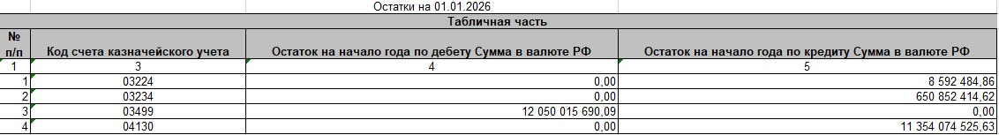 Остатки на 01.01.2026
Табличная часть
№ п/п Код счета казначейского учета Остаток на начало года по дебету Сумма в валюте РФ Остаток на начало года по кредиту Сумма в валюте РФ
1 3 4 5
1 03224 0,00 8 592 484,86
2 03234 0,00 650 852 414,62
3 03499 12 050 015 690,09 0,00
4 04130 0,00 11 354 074 525,63